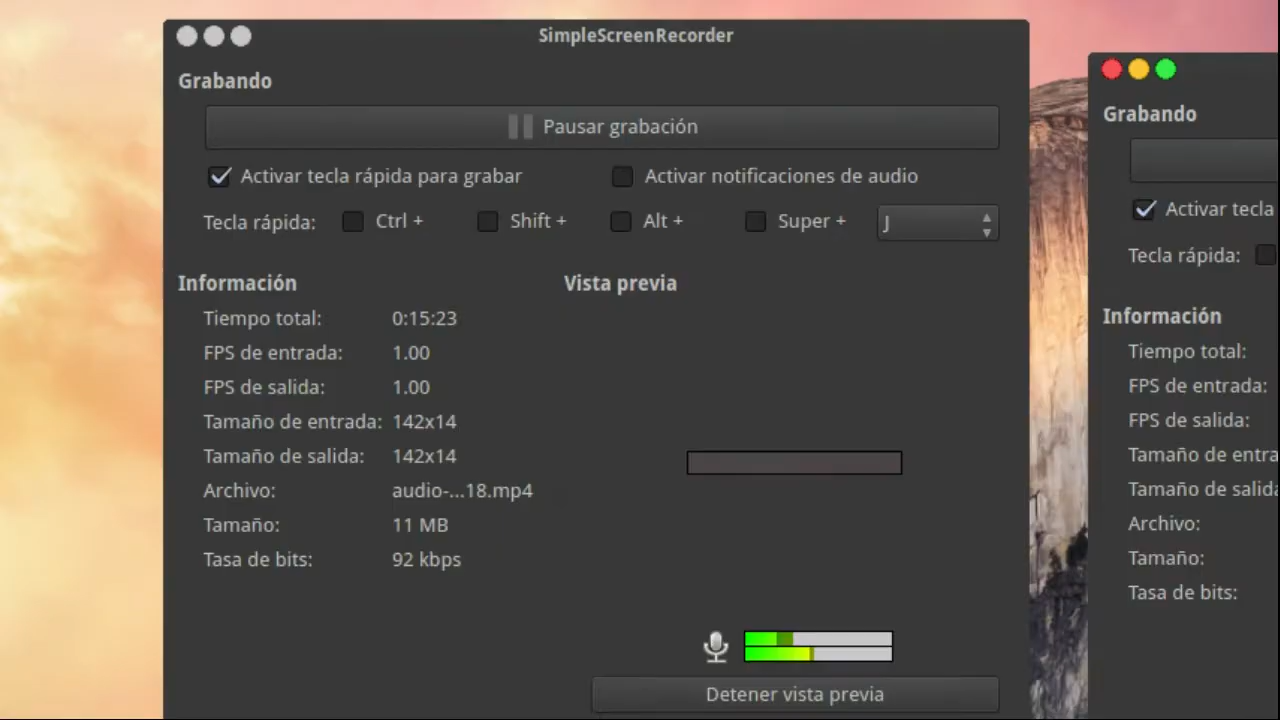 SimpleScreenRecorder
Grabando
Pausar grabación
Activar tecla rápida para grabar
Activar notificaciones de audio
Tecla rápida:
Ctrl +
Shift +
Alt +
Super +
J
Información
Vista previa
Tiempo total: 0:15:23
FPS de entrada: 1.00
FPS de salida: 1.00
Tamaño de entrada: 142x14
Tamaño de salida: 142x14
Archivo: audio-...18.mp4
Tamaño: 11 MB
Tasa de bits: 92 kbps
Detener vista previa
Grabando
Activar tecla
Tecla rápida:
Información
Tiempo total:
FPS de entrada:
FPS de salida:
Tamaño de entra
Tamaño de salida
Archivo:
Tamaño:
Tasa de bits: